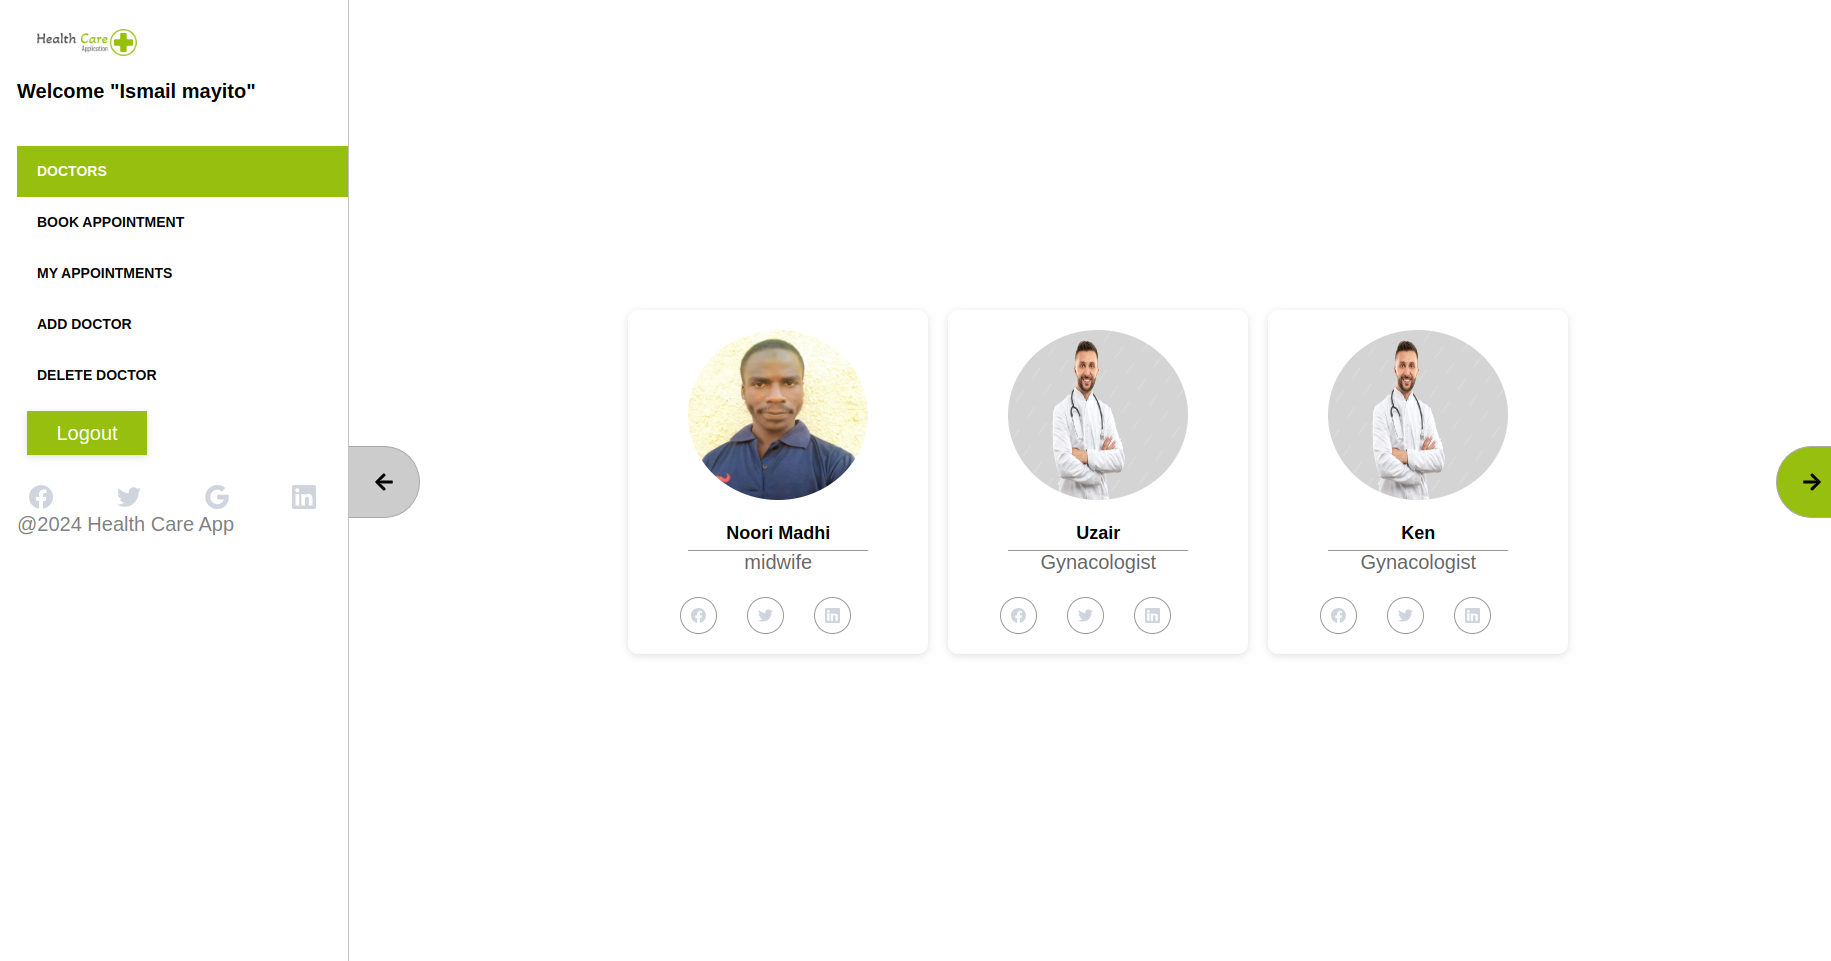 Health Care
Application
Welcome "Ismail mayito"
DOCTORS
BOOK APPOINTMENT
MY APPOINTMENTS
ADD DOCTOR
DELETE DOCTOR
Logout
@2024 Health Care App
Noori Madhi
midwife
Uzair
Gynacologist
Ken
Gynacologist